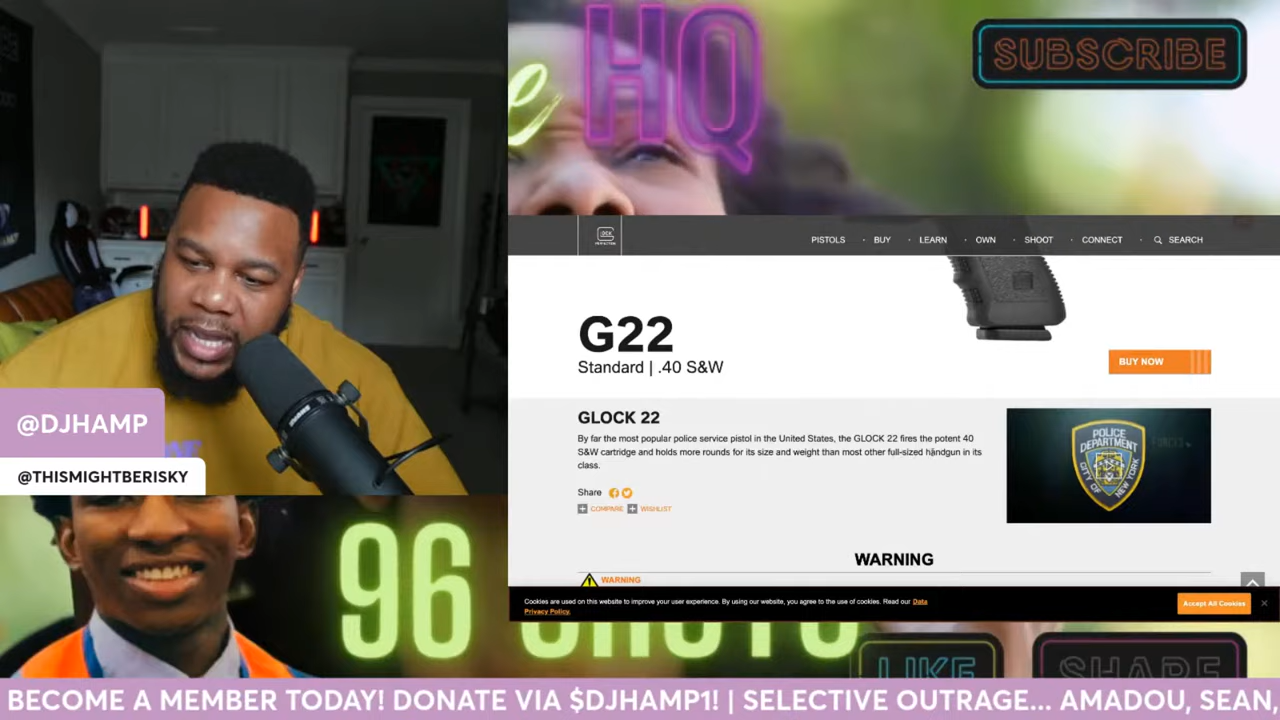 e HQ
SUBSCRIBE
GLOCK
PISTOLS
BUY
LEARN
OWN
SHOOT
CONNECT
SEARCH
G22
Standard | .40 S&W
BUY NOW
GLOCK 22
By far the most popular police service pistol in the United States, the GLOCK 22 fires the potent 40
S&W cartridge and holds more rounds for its size and weight than most other full-sized handgun in its
class.
Share
COMPARE
WISHLIST
POLICE
DEPARTMENT
CITY OF NEW YORK
WARNING
WARNING
Cookies are used on this website to improve your user experience. By using our website, you agree to the use of cookies. Read our Data
Privacy Policy.
Accept All Cookies
@DJHAMP
@THISMIGHTBERISKY
96 SHOTS
LIKE
SHARE
BECOME A MEMBER TODAY! DONATE VIA $DJHAMP1! | SELECTIVE OUTRAGE... AMADOU, SEAN,